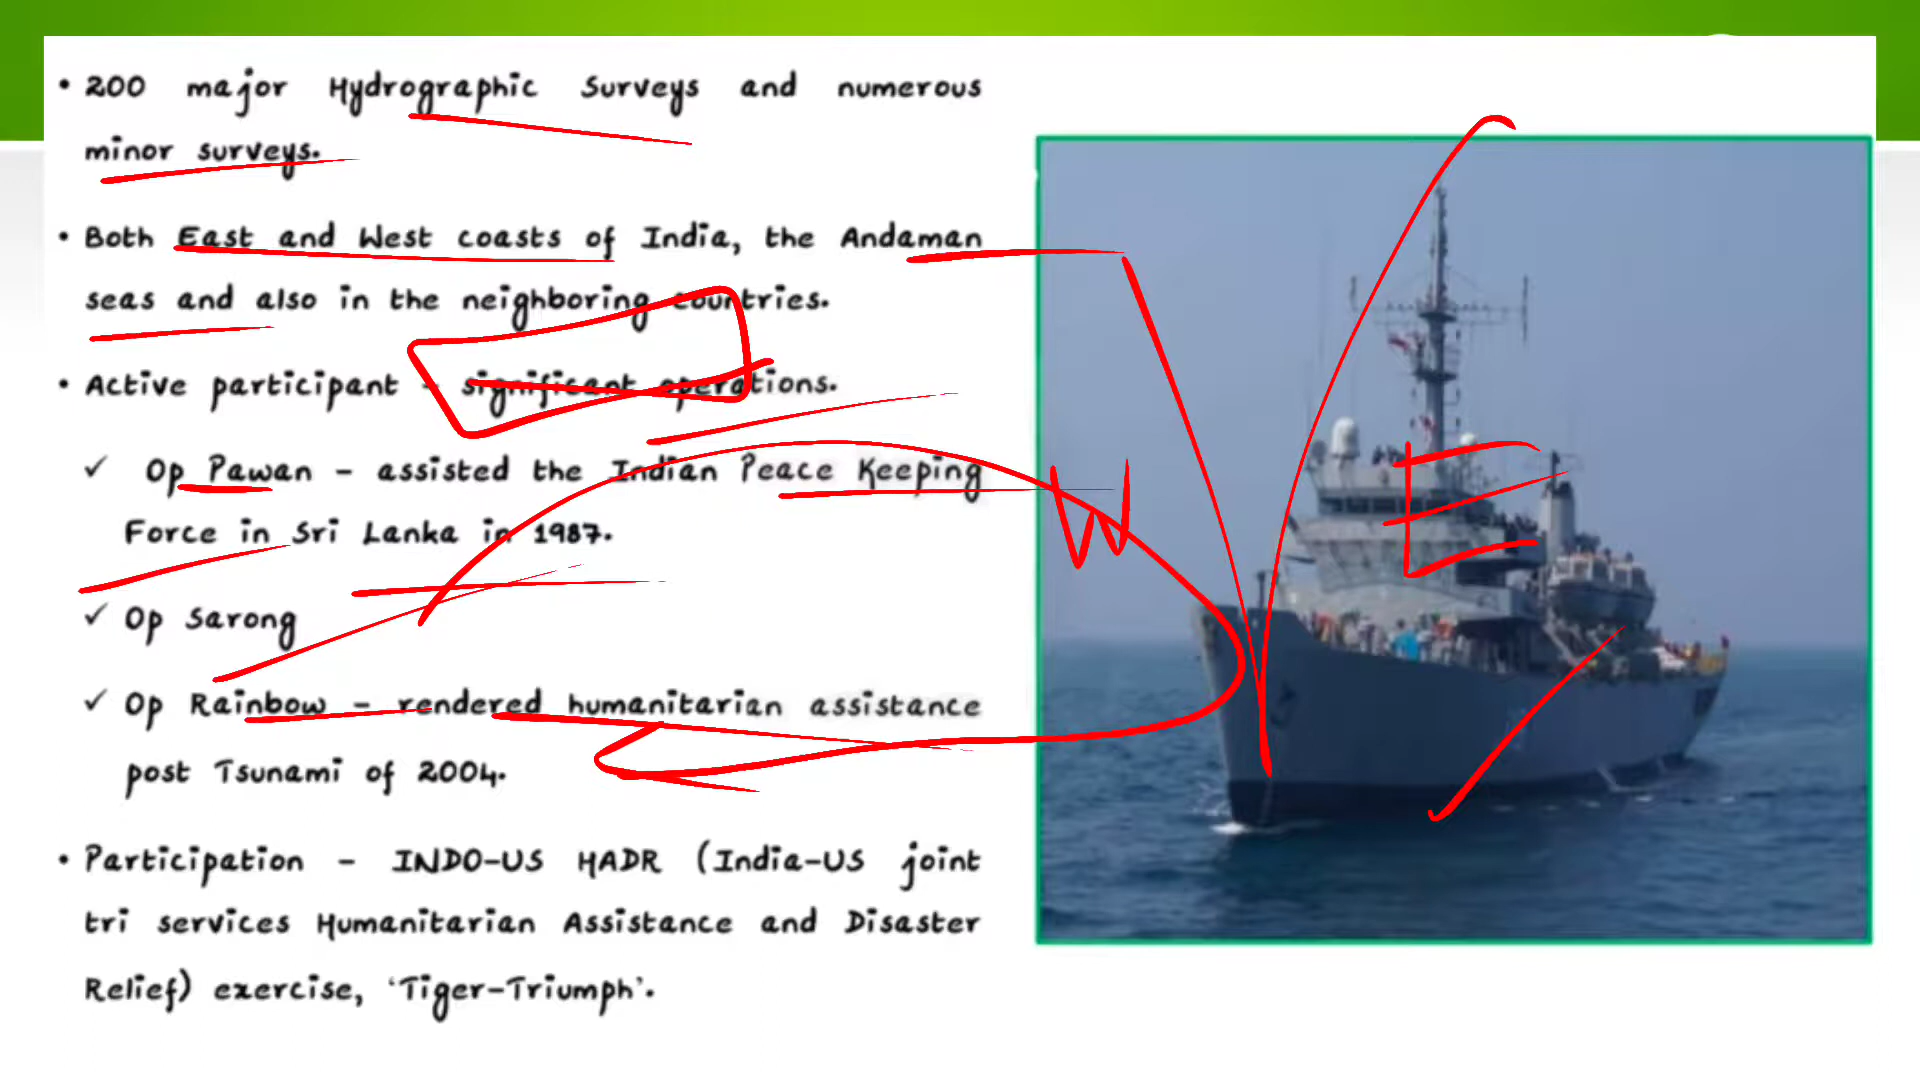 • 200 major Hydrographic Surveys and numerous
minor surveys.
• Both East and West coasts of India, the Andaman
seas and also in the neighboring countries.
• Active participant - significant operations.
✓ Op Pawan - assisted the Indian Peace Keeping
Force in Sri Lanka in 1987.
✓ Op Sarong
✓ Op Rainbow - rendered humanitarian assistance
post Tsunami of 2004.
• Participation - INDO-US HADR (India-US joint
tri services Humanitarian Assistance and Disaster
Relief) exercise, 'Tiger-Triumph'.
W
E